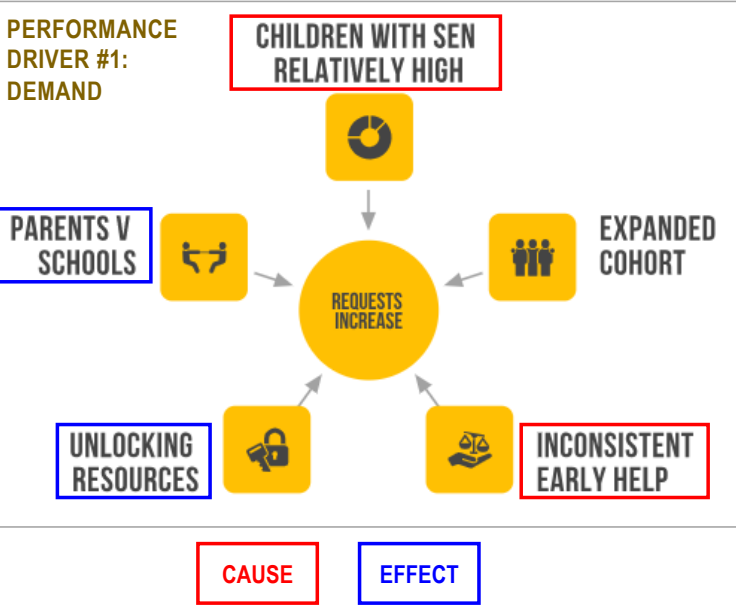 PERFORMANCE
DRIVER #1:
DEMAND
CHILDREN WITH SEN
RELATIVELY HIGH
PARENTS V
SCHOOLS
EXPANDED
COHORT
REQUESTS
INCREASE
UNLOCKING
RESOURCES
INCONSISTENT
EARLY HELP
CAUSE
EFFECT